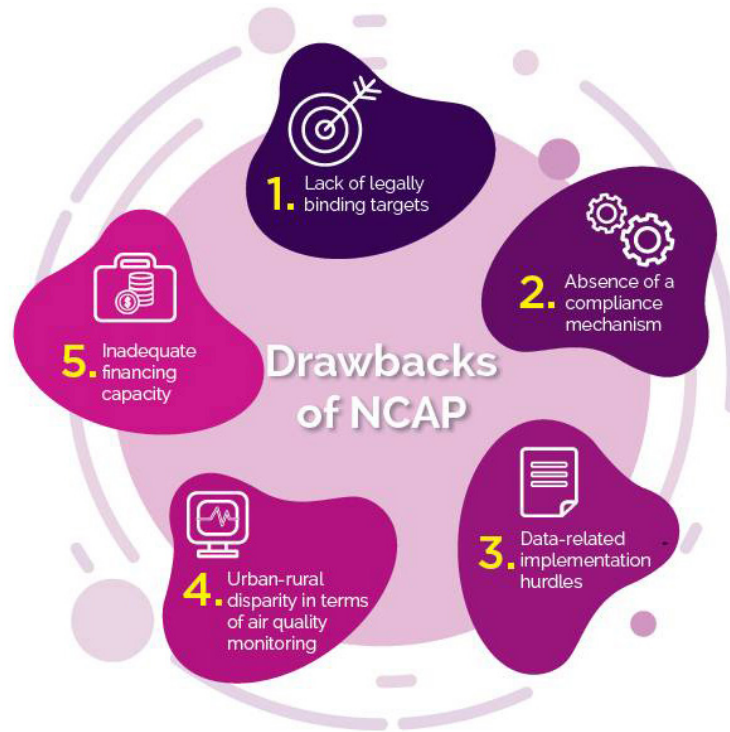 Drawbacks
of NCAP
1. Lack of legally
binding targets
2. Absence of a
compliance
mechanism
3. Data-related
implementation
hurdles
4. Urban-rural
disparity in terms
of air quality
monitoring
5. Inadequate
financing
capacity